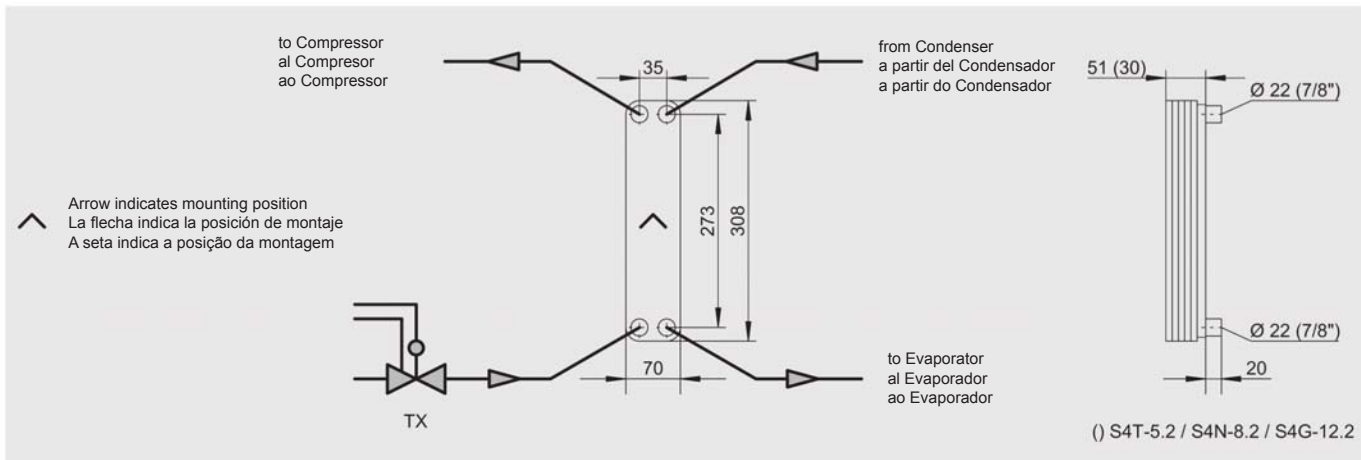 to Compressor
al Compresor
ao Compressor
35
from Condenser
a partir del Condensador
a partir do Condensador
51 (30)
Ø 22 (7/8")
Arrow indicates mounting position
La flecha indica la posición de montaje
A seta indica a posição da montagem
273
308
Ø 22 (7/8")
to Evaporator
al Evaporador
ao Evaporador
70
20
TX
() S4T-5.2 / S4N-8.2 / S4G-12.2